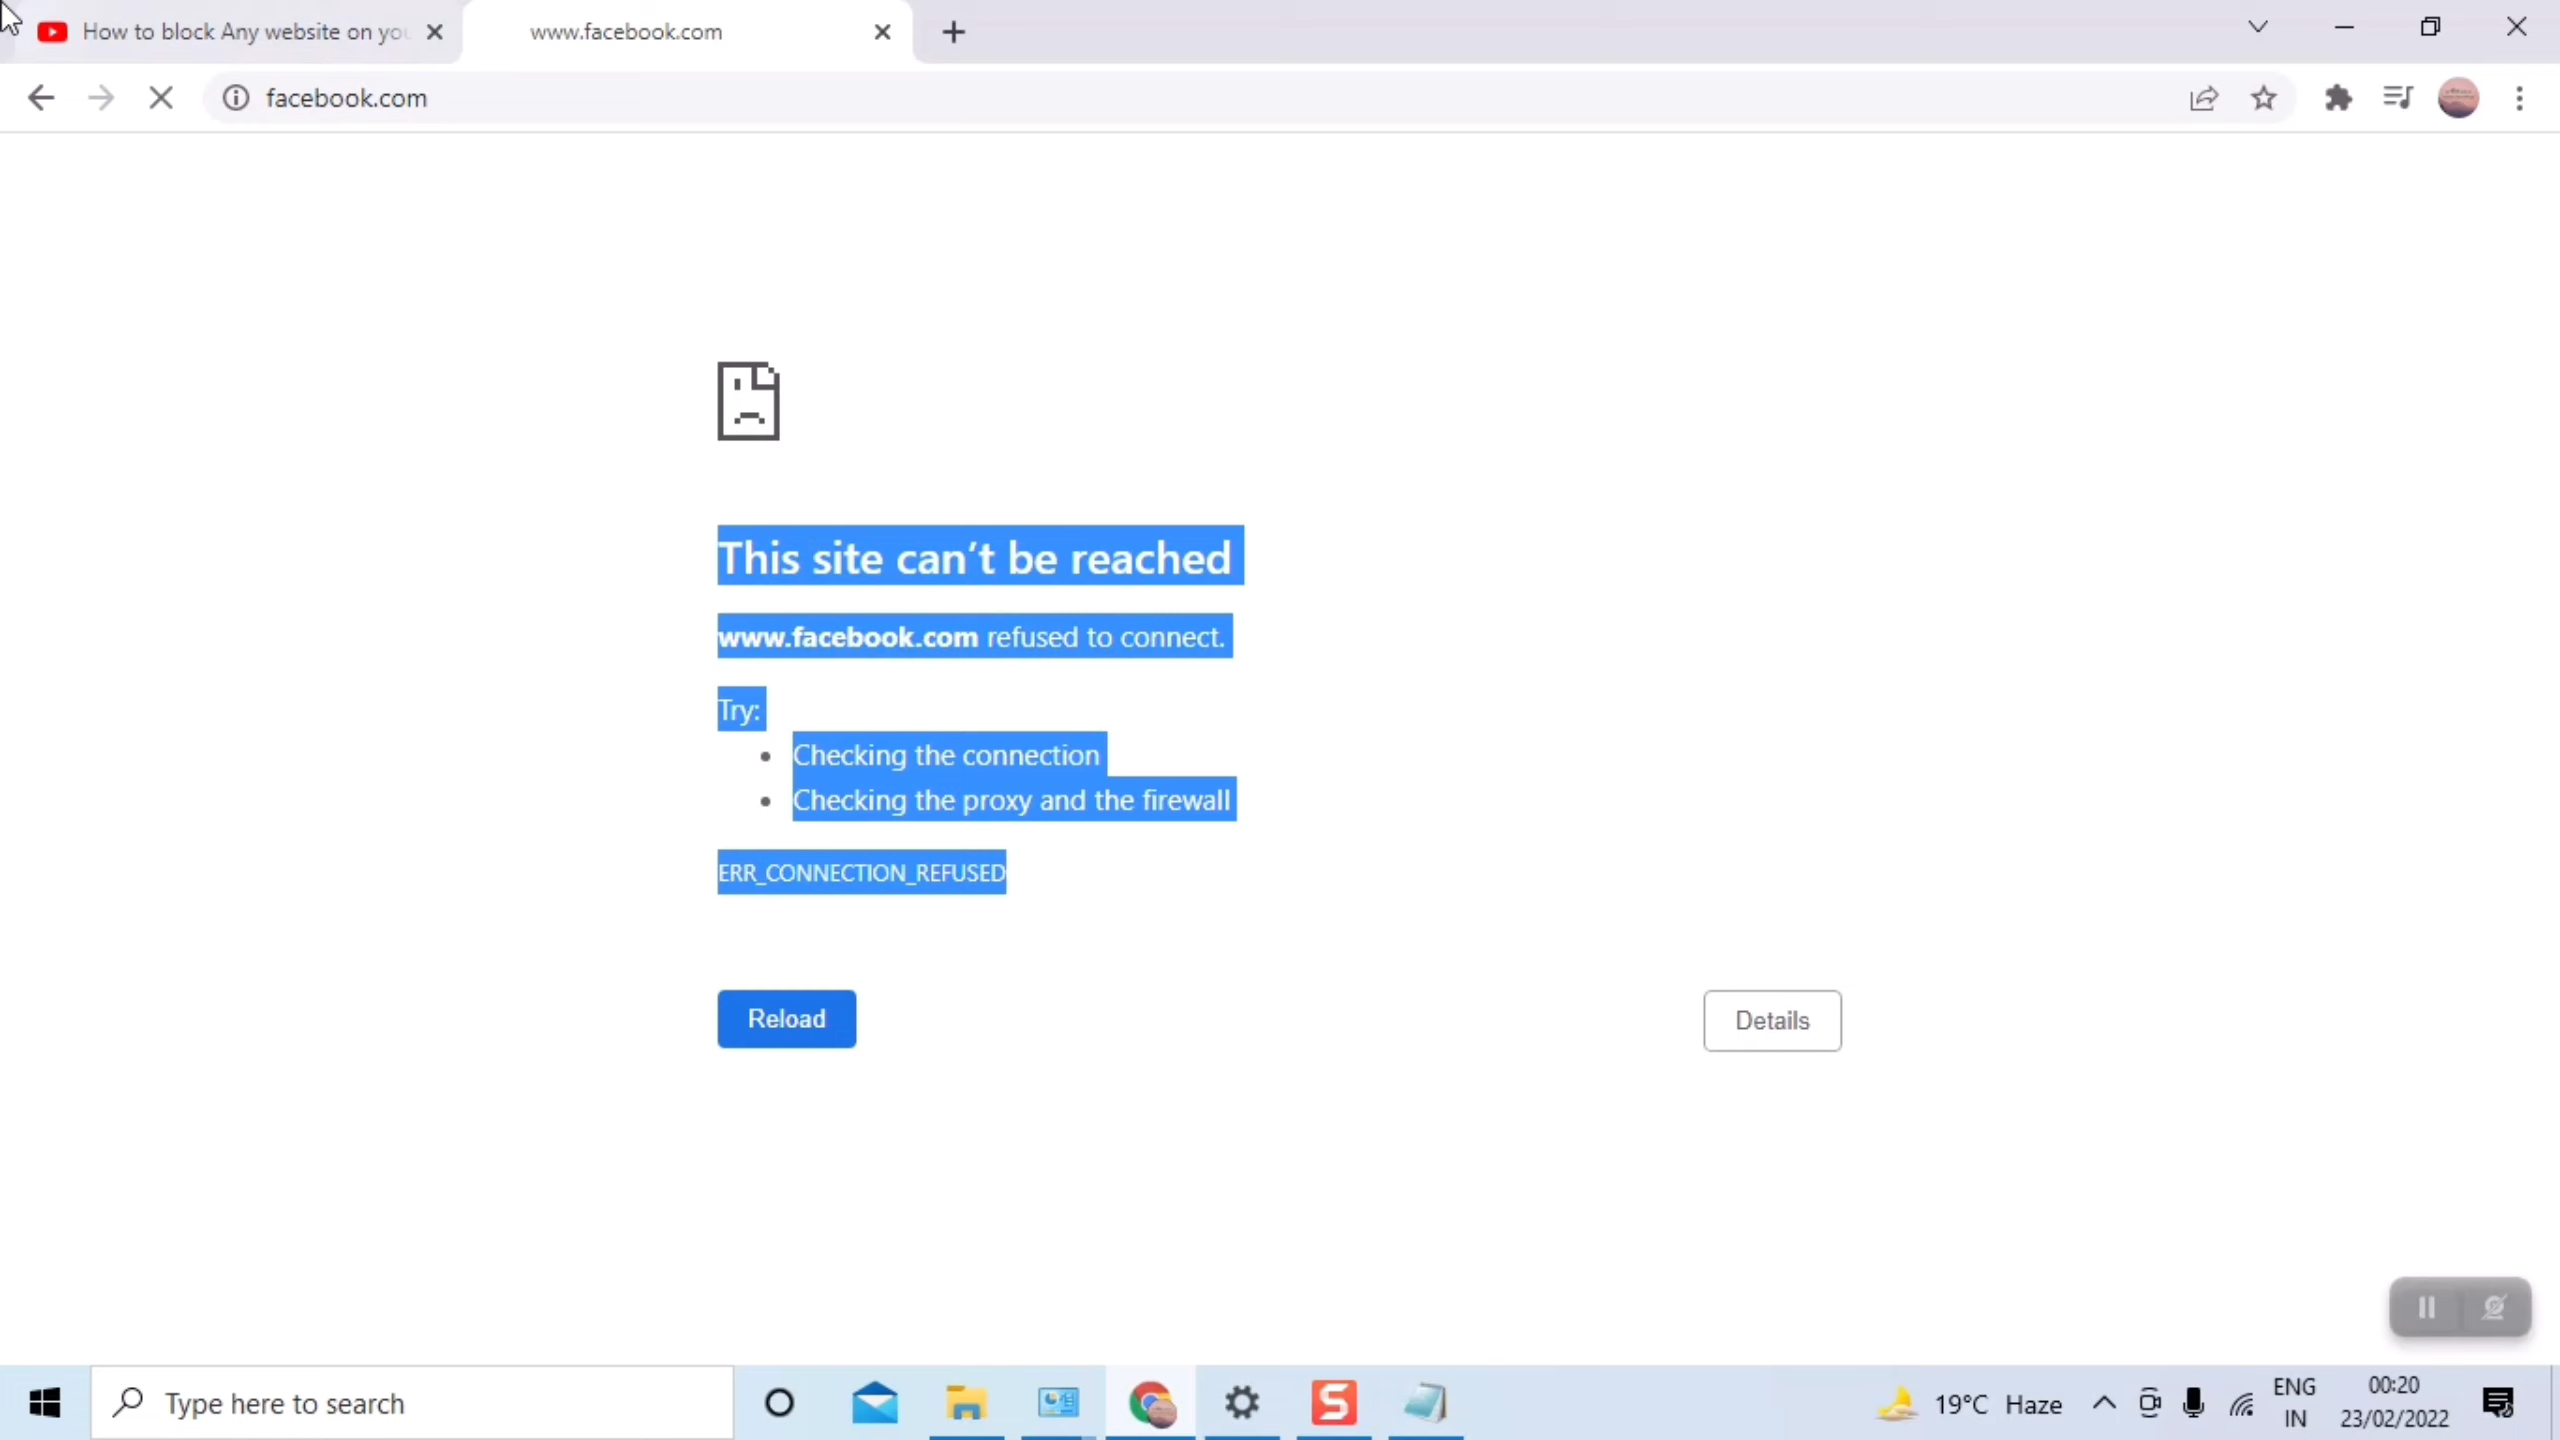 How to block Any website on you
www.facebook.com
facebook.com
This site can’t be reached
www.facebook.com refused to connect.
Try:
Checking the connection
Checking the proxy and the firewall
ERR_CONNECTION_REFUSED
Reload
Details
Type here to search
19°C Haze
ENG
IN
00:20
23/02/2022